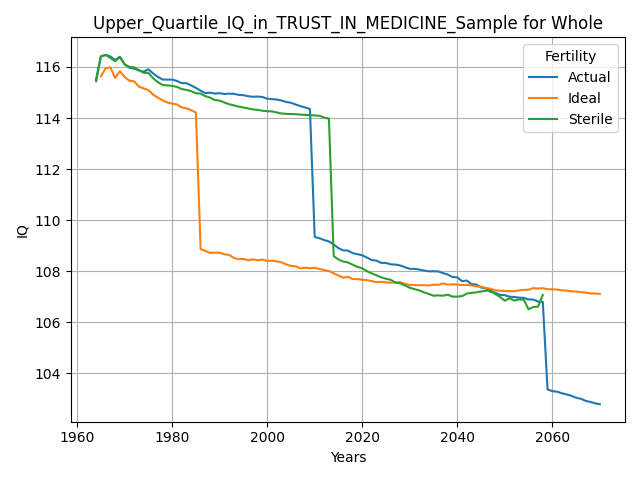 Upper_Quartile_IQ_in_TRUST_IN_MEDICINE_Sample for Whole
Fertility
Actual
Ideal
Sterile
116
114
112
110
108
106
104
IQ
1960
1980
2000
2020
2040
2060
Years